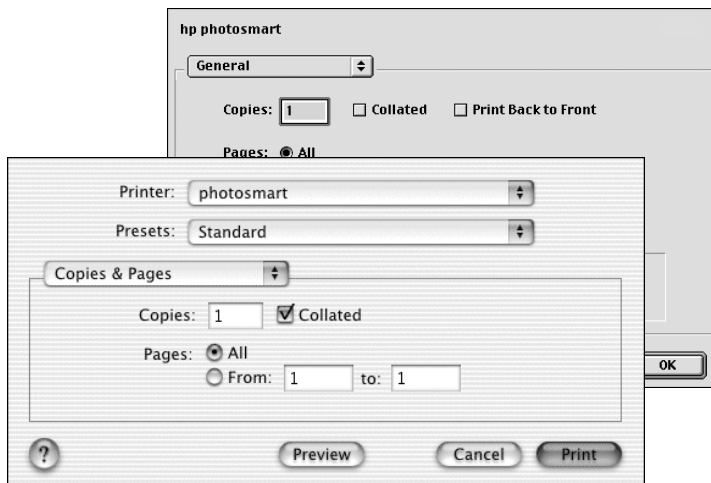 hp photosmart
General
Copies: 1 Collated Print Back to Front
Pages: All
OK
Printer: photosmart
Presets: Standard
Copies & Pages
Copies: 1 Collated
Pages: All
From: 1 to: 1
? Preview Cancel Print